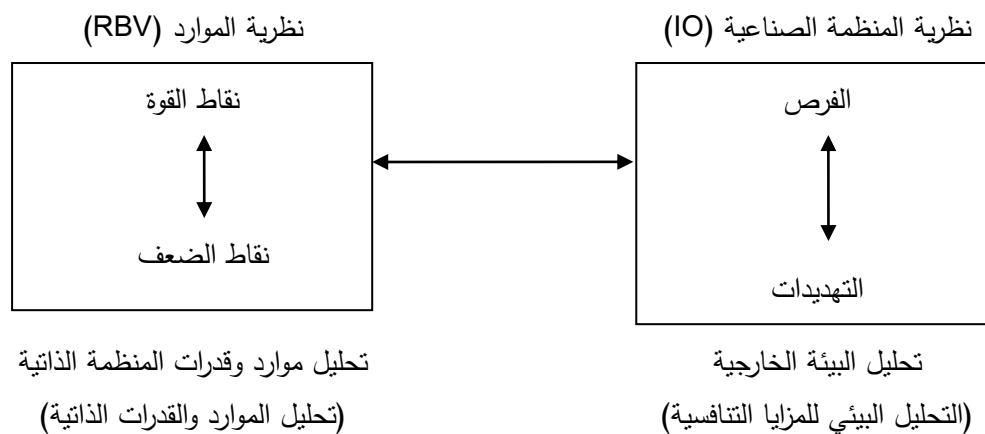 نظرية المنظمة الصناعية (IO)
الفرص
التهديدات
تحليل البيئة الخارجية
(التحليل البيئي للمزايا التنافسية)
نظرية الموارد (RBV)
نقاط القوة
نقاط الضعف
تحليل موارد وقدرات المنظمة الذاتية
(تحليل الموارد والقدرات الذاتية)